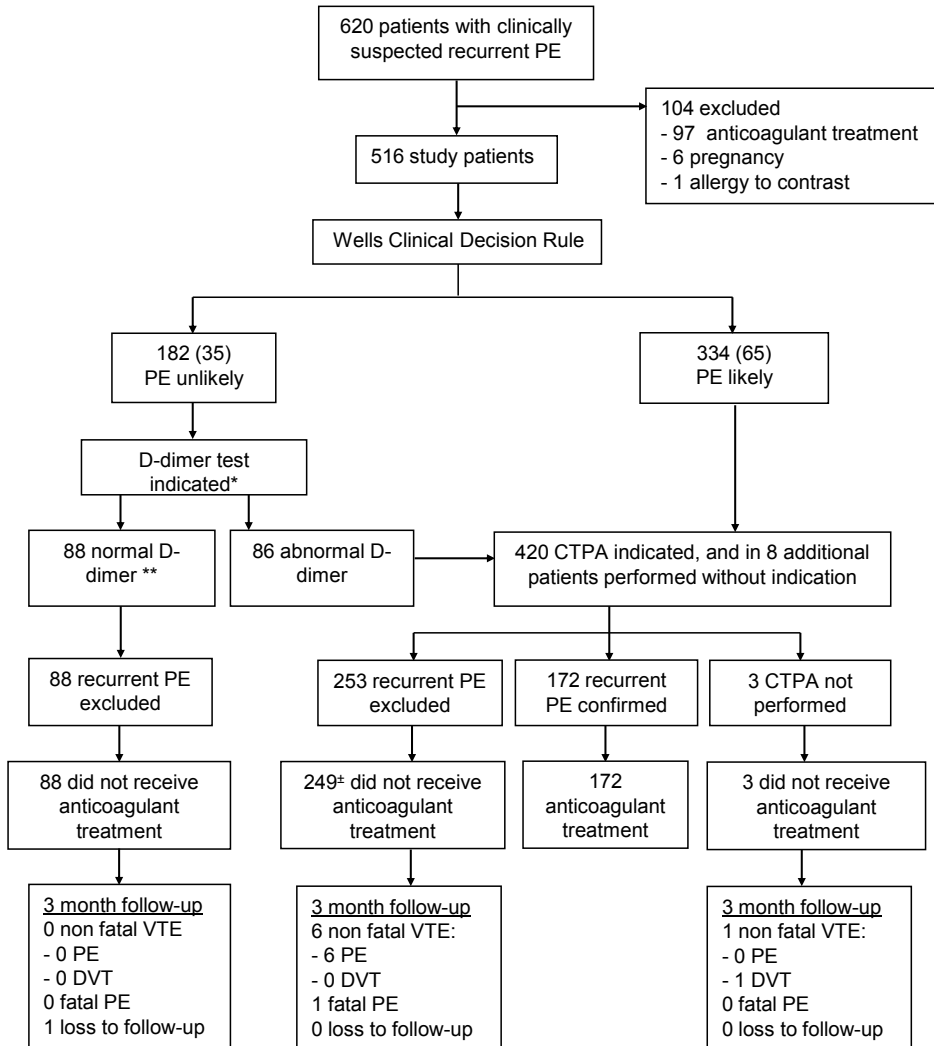 620 patients with clinically
suspected recurrent PE
104 excluded
- 97 anticoagulant treatment
- 6 pregnancy
- 1 allergy to contrast
516 study patients
Wells Clinical Decision Rule
182 (35)
PE unlikely
334 (65)
PE likely
D-dimer test
indicated*
88 normal D-
dimer **
86 abnormal D-
dimer
420 CTPA indicated, and in 8 additional
patients performed without indication
88 recurrent PE
excluded
253 recurrent PE
excluded
172 recurrent
PE confirmed
3 CTPA not
performed
88 did not receive
anticoagulant
treatment
249± did not receive
anticoagulant
treatment
172
anticoagulant
treatment
3 did not receive
anticoagulant
treatment
3 month follow-up
0 non fatal VTE
- 0 PE
- 0 DVT
0 fatal PE
1 loss to follow-up
3 month follow-up
6 non fatal VTE:
- 6 PE
- 0 DVT
1 fatal PE
0 loss to follow-up
3 month follow-up
1 non fatal VTE:
- 0 PE
- 1 DVT
0 fatal PE
0 loss to follow-up